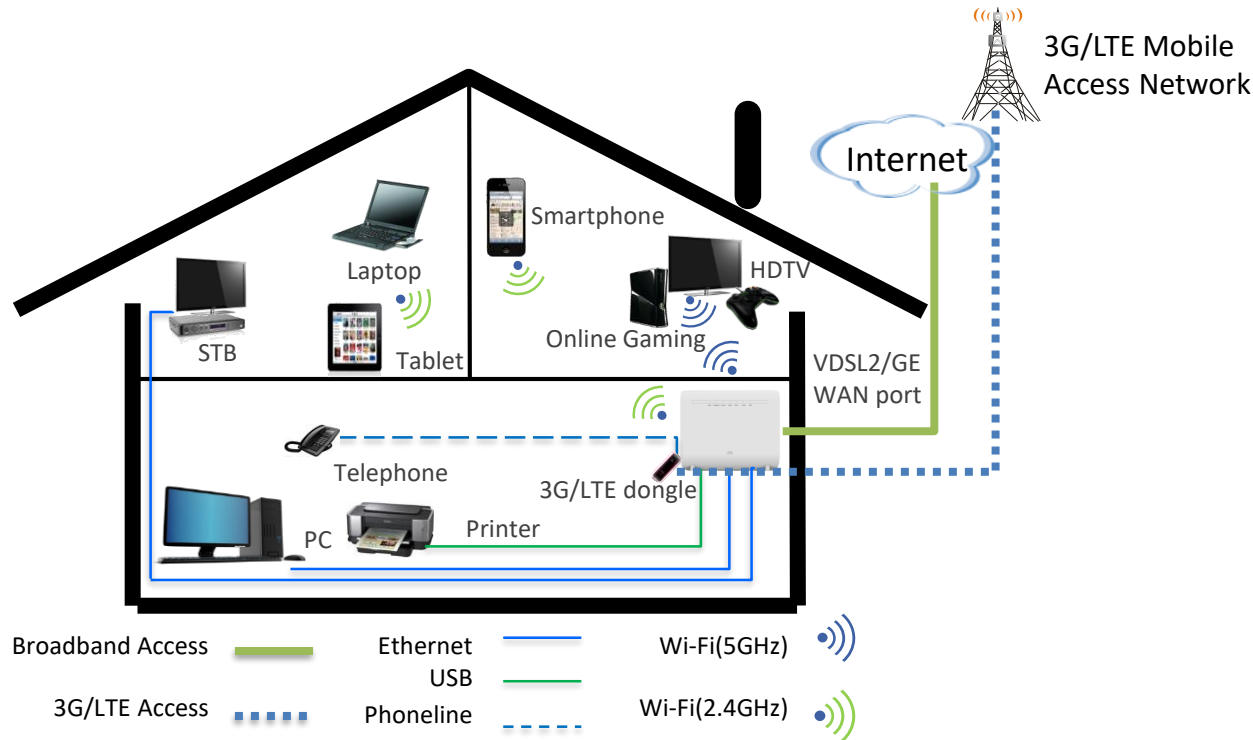 3G/LTE Mobile
Access Network
Internet
Smartphone
Laptop
HDTV
STB
Tablet
Online Gaming
VDSL2/GE
WAN port
Telephone
3G/LTE dongle
PC
Printer
Broadband Access
Ethernet
Wi-Fi(5GHz)
USB
3G/LTE Access
Phoneline
Wi-Fi(2.4GHz)